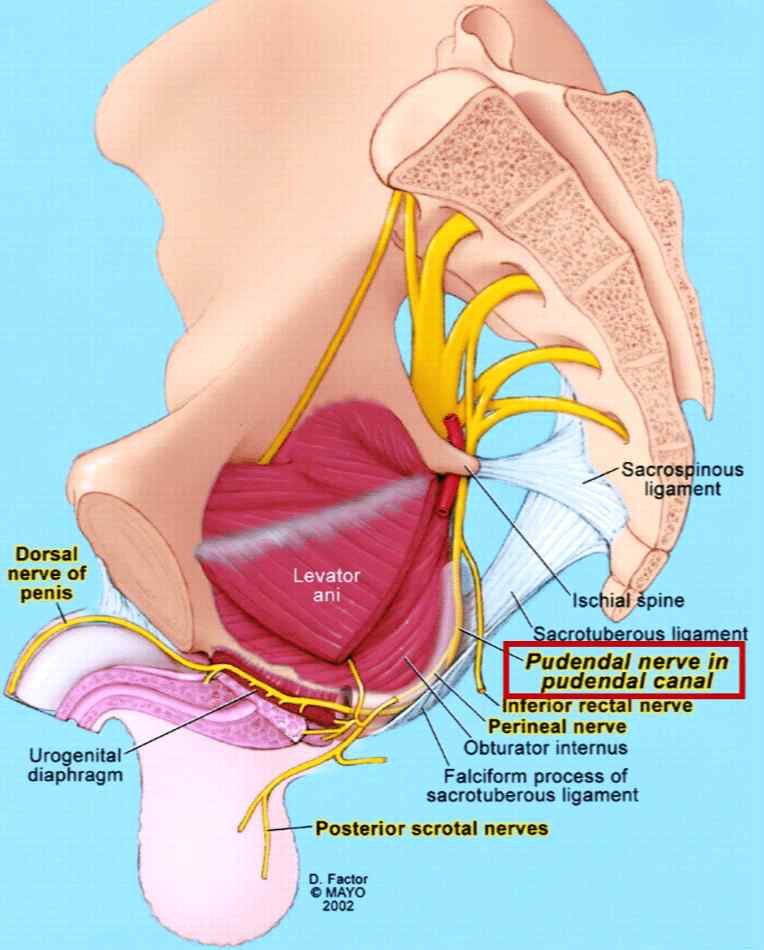 Sacrospinous
ligament
Levator
ani
Dorsal
nerve of
penis
Ischial spine
Sacrotuberous ligament
Pudendal nerve in
pudendal canal
Inferior rectal nerve
Perineal nerve
Obturator internus
Urogenital
diaphragm
Falciform process of
sacrotuberous ligament
Posterior scrotal nerves
D. Factor
© MAYO
2002